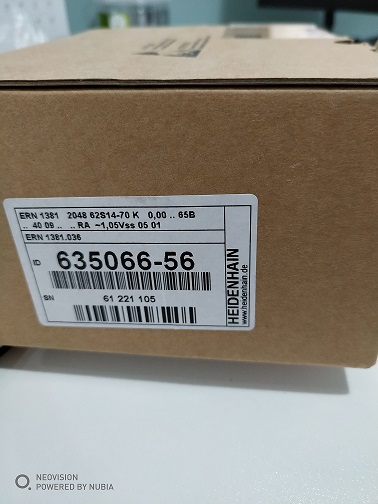 ERN 1381 2048 62S14-70 K 0,00 .. 65B
.. 40 09 .. .. RA ~1,05Vss 05 01
ERN 1381.036
ID 635066-56
SN 61 221 105
HEIDENHAIN
www.heidenhain.de
NEOVISION
POWERED BY NUBIA